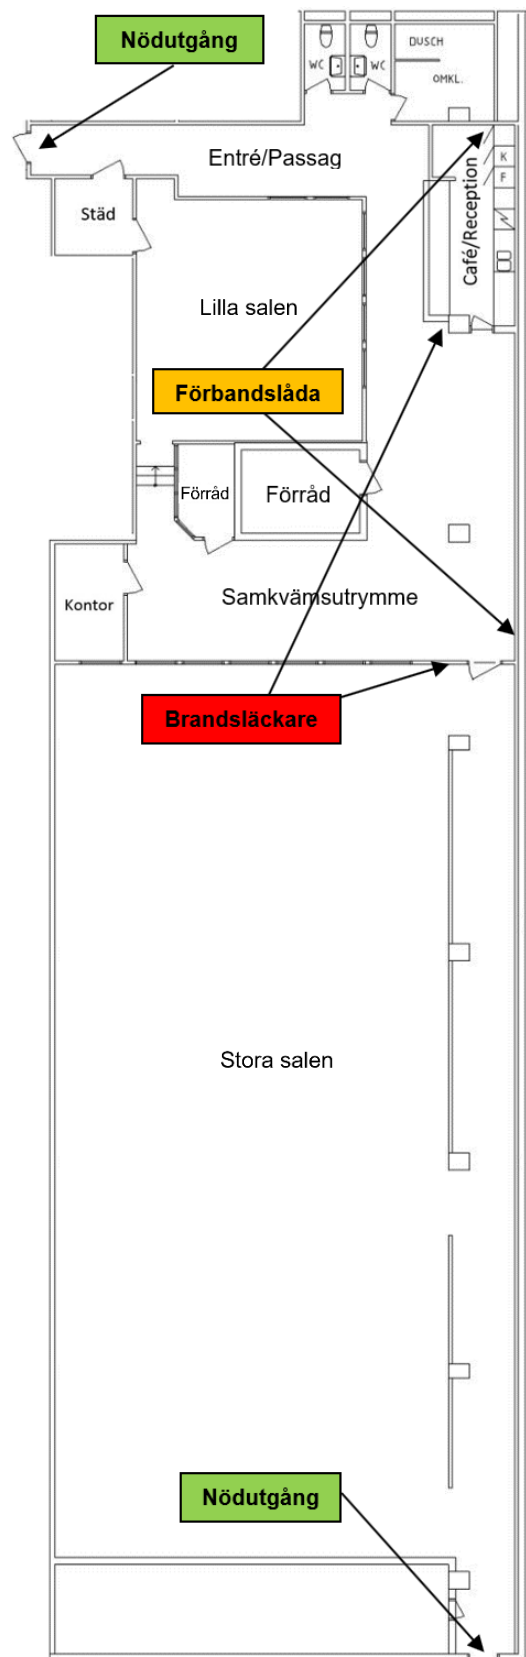 Nödutgång
DUSCH
WC
WC
OMKL.
Entré/Passag
K
F
Städ
Café/Reception
Lilla salen
Förbandslåda
Förråd
Förråd
Samkvämsutrymme
Kontor
Brandsläckare
Stora salen
Nödutgång